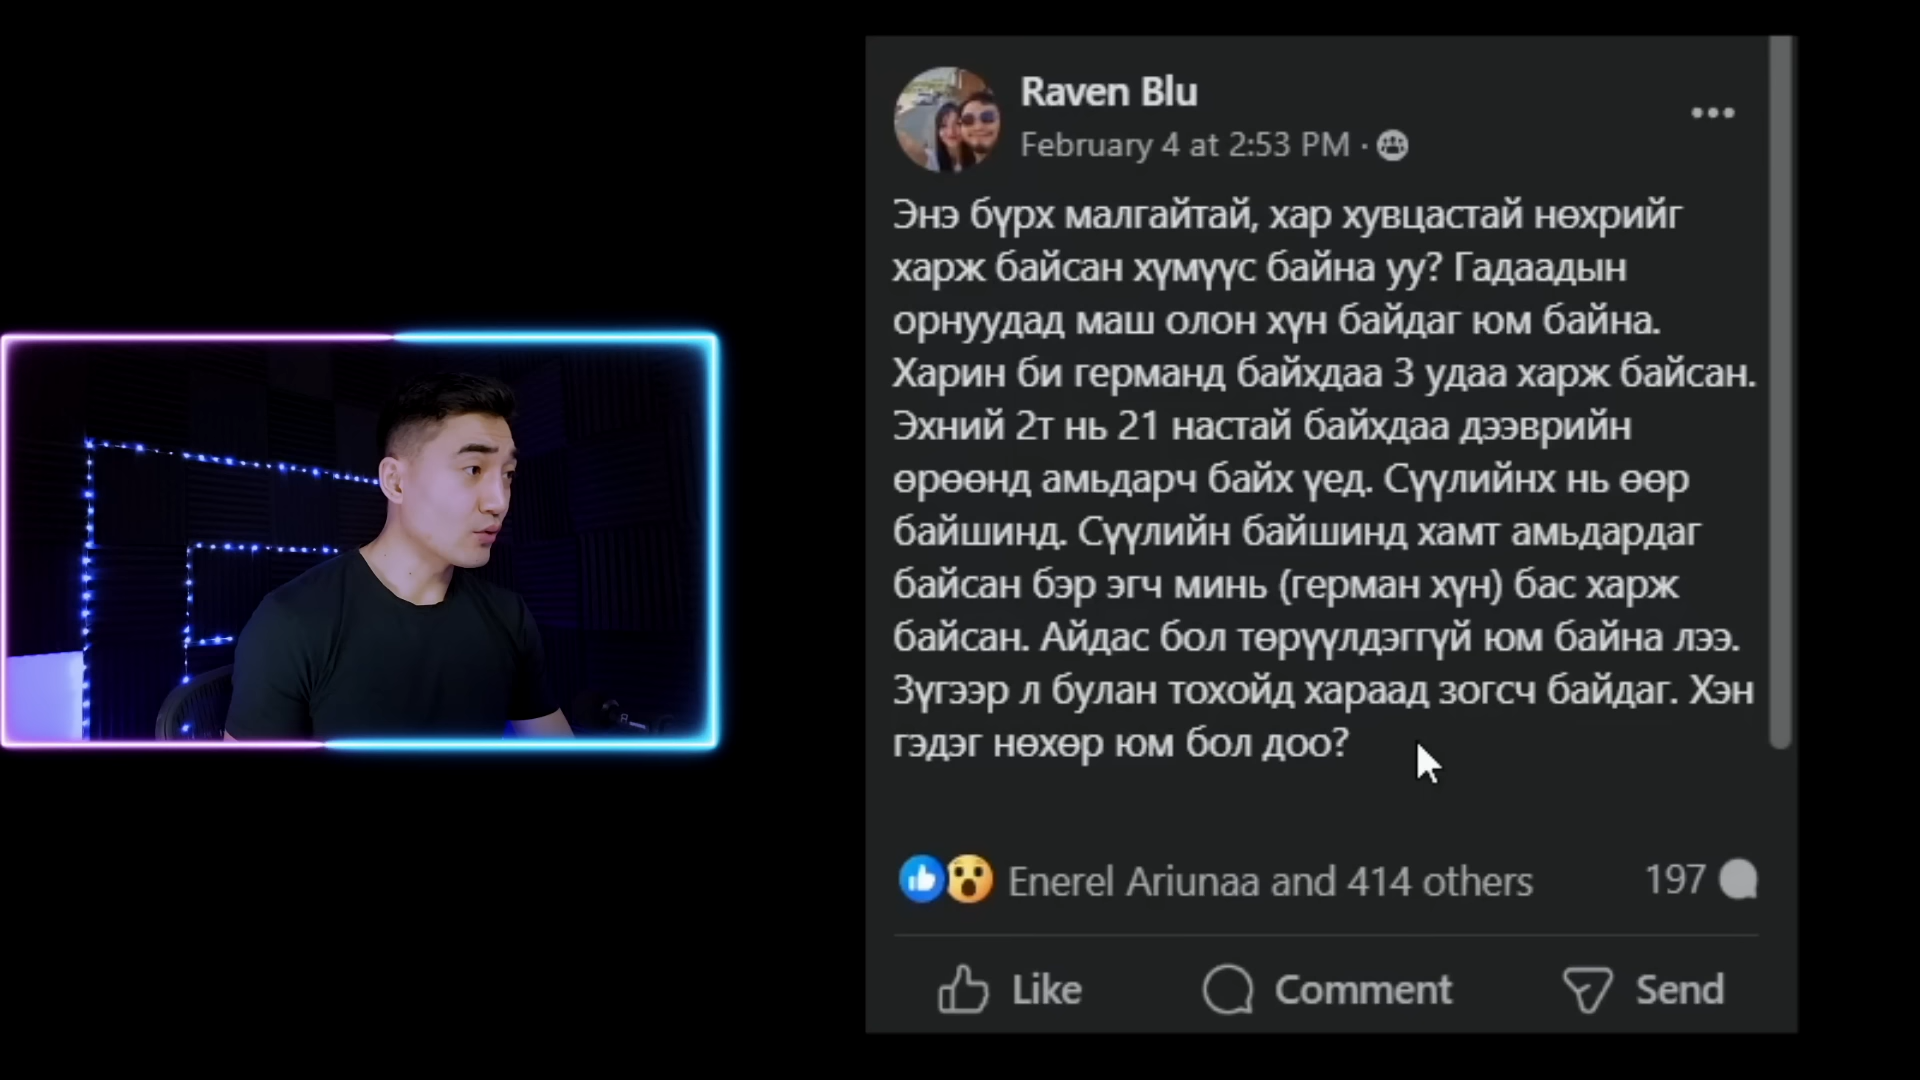 Raven Blu
February 4 at 2:53 PM ·
Энэ бүрх малгайтай, хар хувцастай нөхрийг
харж байсан хүмүүс байна уу? Гадаадын
орнуудад маш олон хүн байдаг юм байна.
Харин би германд байхдаа 3 удаа харж байсан.
Эхний 2т нь 21 настай байхдаа дээврийн
өрөөнд амьдарч байх үед. Сүүлийнх нь өөр
байшинд. Сүүлийн байшинд хамт амьдардаг
байсан бэр эгч минь (герман хүн) бас харж
байсан. Айдас бол төрүүлдэггүй юм байна лээ.
Зүгээр л булан тохойд хараад зогсч байдаг. Хэн
гэдэг нөхөр юм бол доо?
Enerel Ariunaa and 414 others 197
Like Comment Send